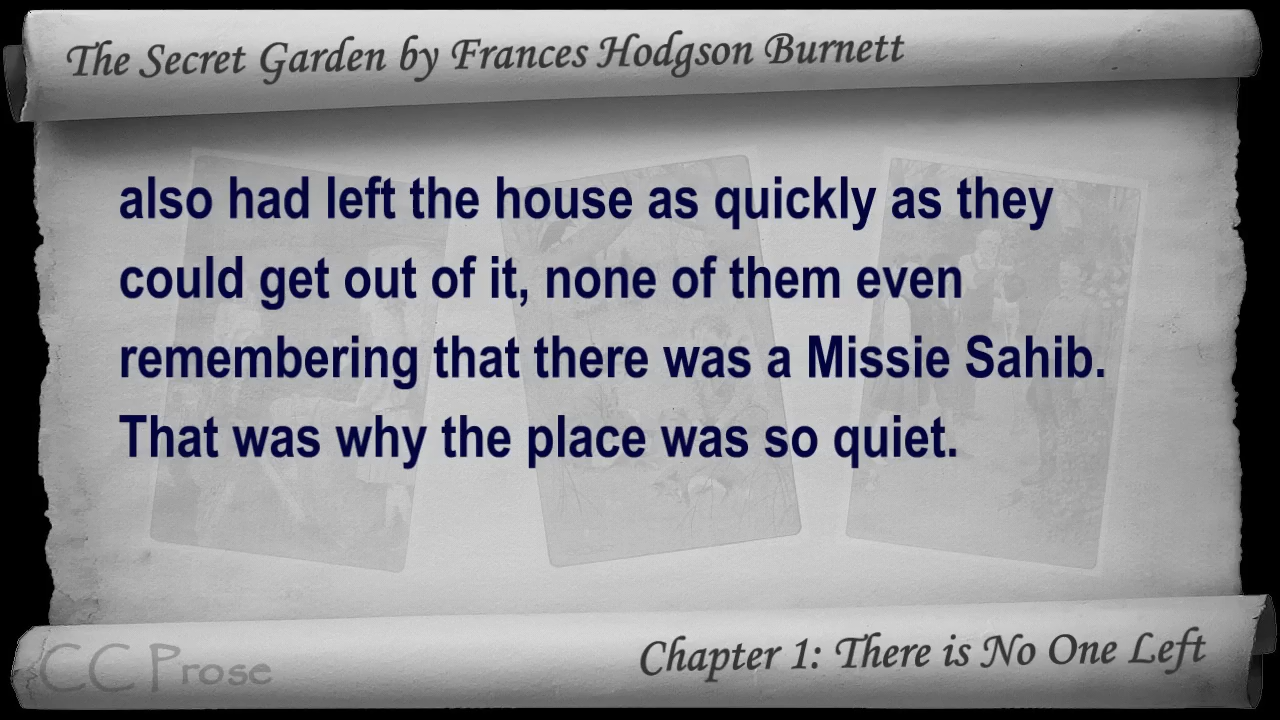 The Secret Garden by Frances Hodgson Burnett
also had left the house as quickly as they
could get out of it, none of them even
remembering that there was a Missie Sahib.
That was why the place was so quiet.
CC Prose
Chapter 1: There is No One Left